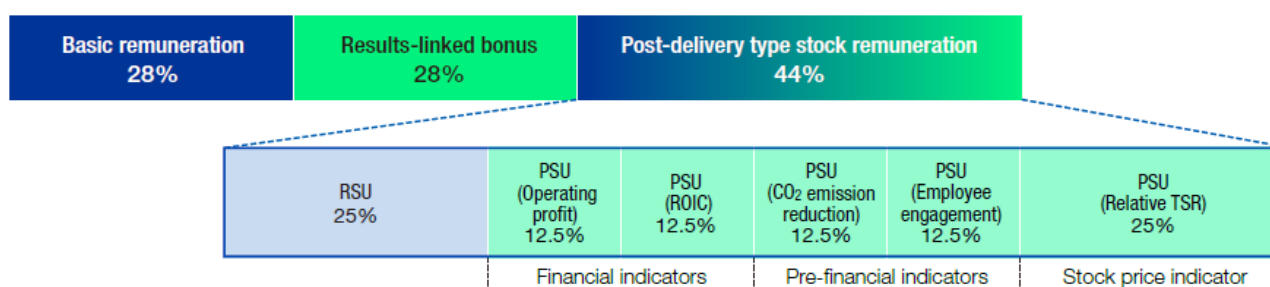 Basic remuneration
28%
Results-linked bonus
28%
Post-delivery type stock remuneration
44%
RSU
25%
PSU
(Operating
profit)
12.5%
PSU
(ROIC)
12.5%
PSU
(CO₂ emission
reduction)
12.5%
PSU
(Employee
engagement)
12.5%
PSU
(Relative TSR)
25%
Financial indicators
Pre-financial indicators
Stock price indicator